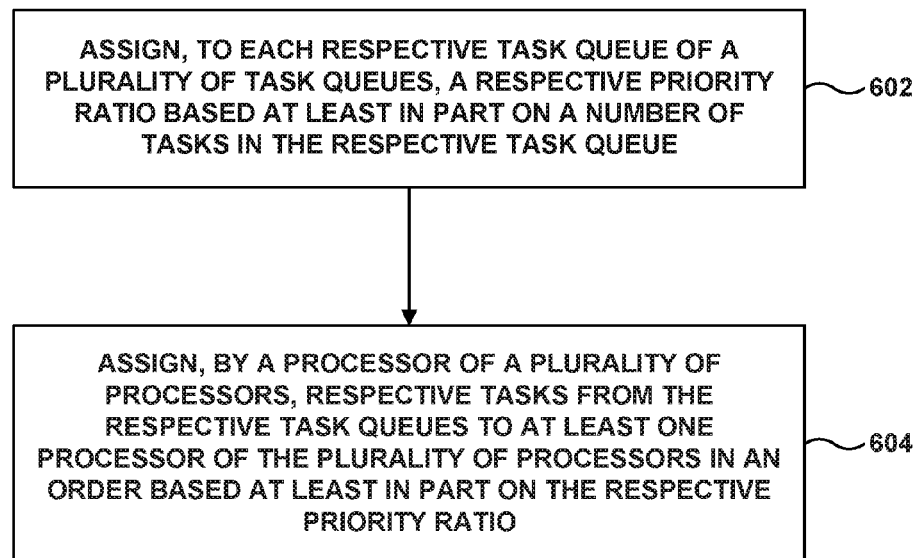 ASSIGN, TO EACH RESPECTIVE TASK QUEUE OF A
PLURALITY OF TASK QUEUES, A RESPECTIVE PRIORITY
RATIO BASED AT LEAST IN PART ON A NUMBER OF
TASKS IN THE RESPECTIVE TASK QUEUE
602
ASSIGN, BY A PROCESSOR OF A PLURALITY OF
PROCESSORS, RESPECTIVE TASKS FROM THE
RESPECTIVE TASK QUEUES TO AT LEAST ONE
PROCESSOR OF THE PLURALITY OF PROCESSORS IN AN
ORDER BASED AT LEAST IN PART ON THE RESPECTIVE
PRIORITY RATIO
604